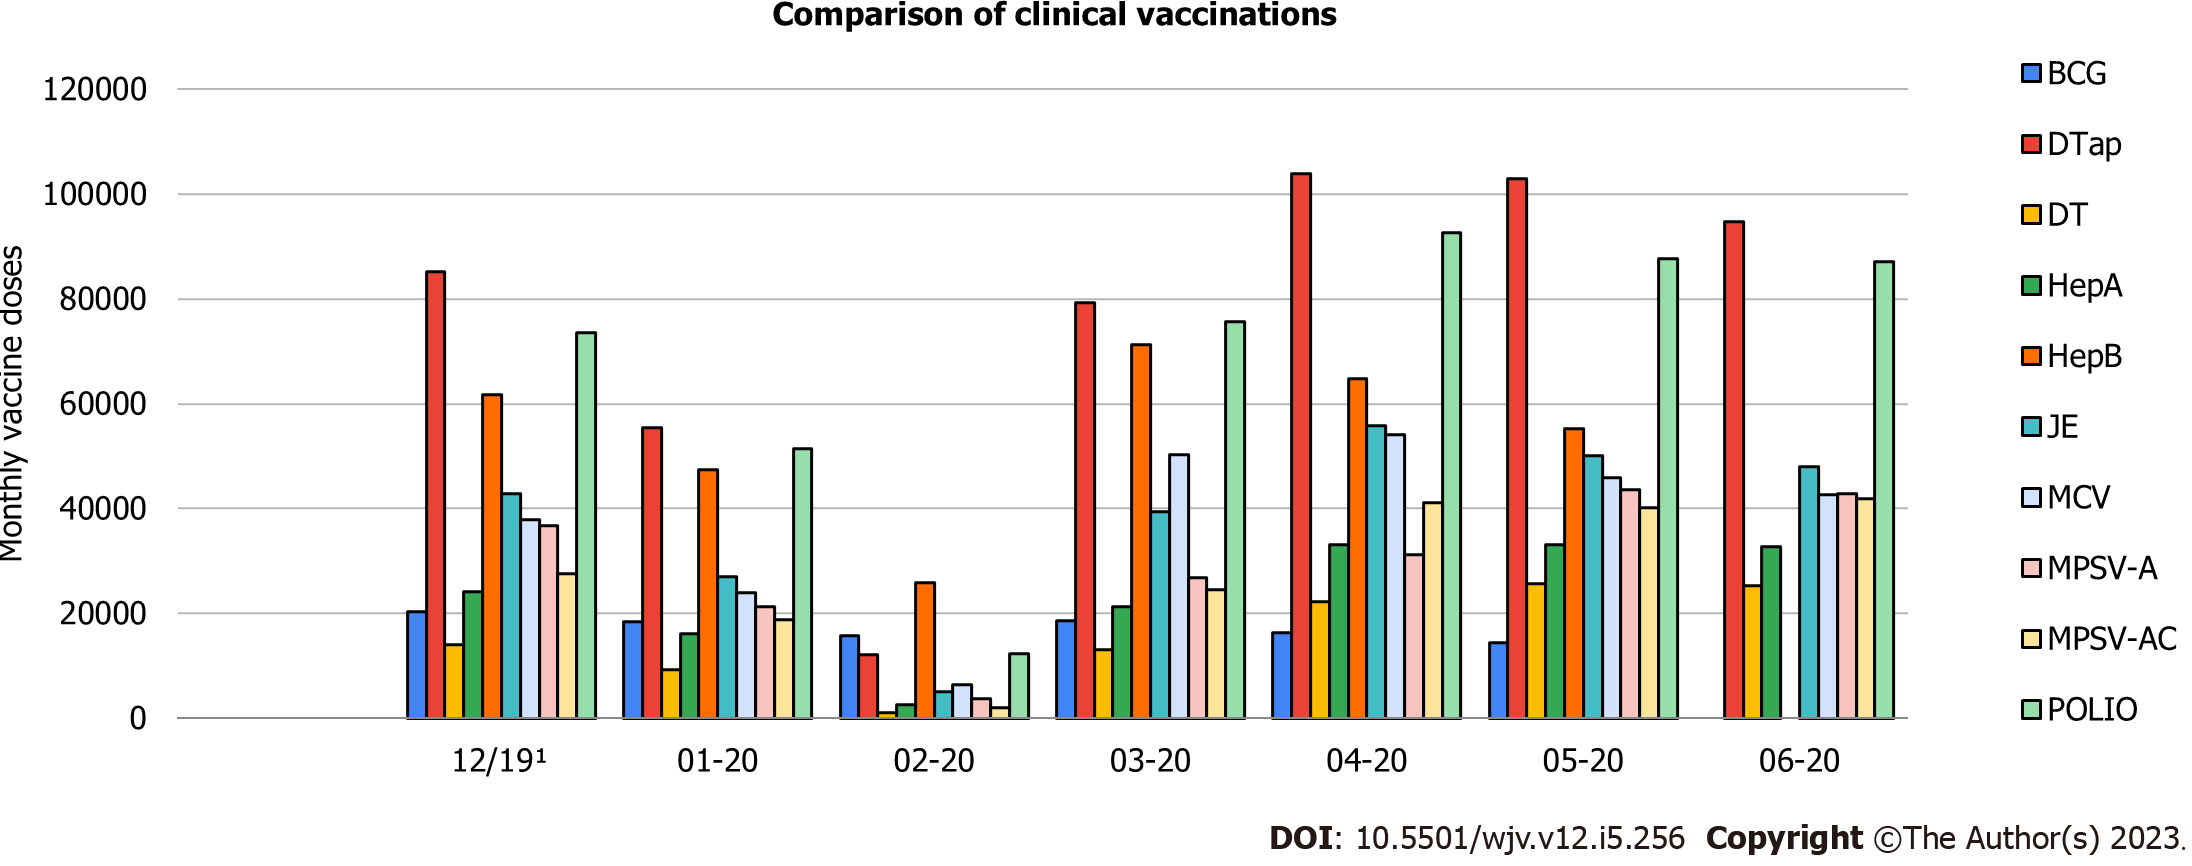 Comparison of clinical vaccinations
120000
100000
80000
60000
40000
20000
0
Monthly vaccine doses
12/19¹ 01-20 02-20 03-20 04-20 05-20 06-20
BCG
DTap
DT
HepA
HepB
JE
MCV
MPSV-A
MPSV-AC
POLIO
DOI: 10.5501/wjv.v12.i5.256 Copyright ©The Author(s) 2023.